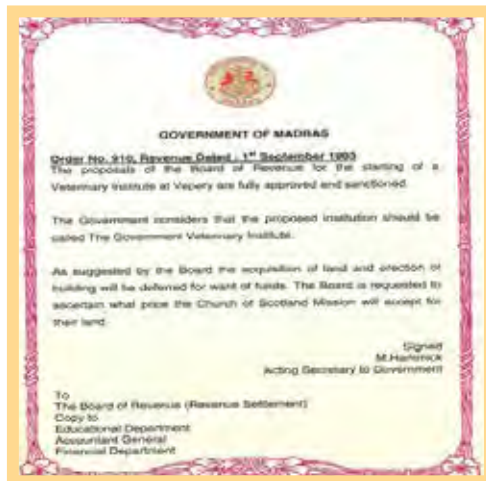 GOVERNMENT OF MADRAS
Order No. 910, Revenue Dated : 1st September 1903
The proposals of the Board of Revenue for the starting of a
Veterinary Institute at Vepery are fully approved and sanctioned.
The Government considers that the proposed institution should be
called The Government Veterinary Institute.
As suggested by the Board the acquisition of land and erection of
building will be deferred for want of funds. The Board is requested to
ascertain what price the Church of Scotland Mission will accept for
their land.
Signed
M.Hammick
Acting Secretary to Government
To
The Board of Revenue (Revenue Settlement)
Copy to
Educational Department
Accountant General
Financial Department